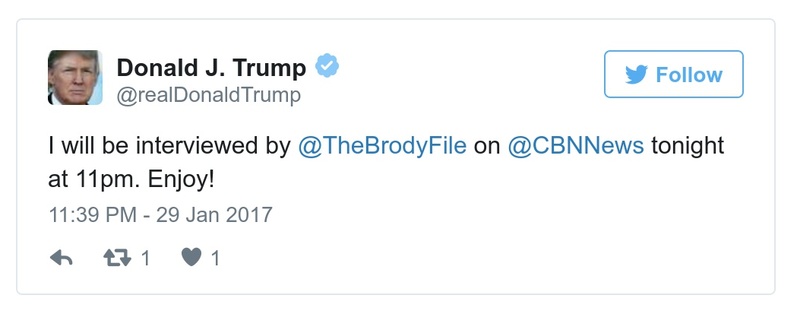 Donald J. Trump
@realDonaldTrump
Follow
I will be interviewed by @TheBrodyFile on @CBNNews tonight
at 11pm. Enjoy!
11:39 PM - 29 Jan 2017
1 1